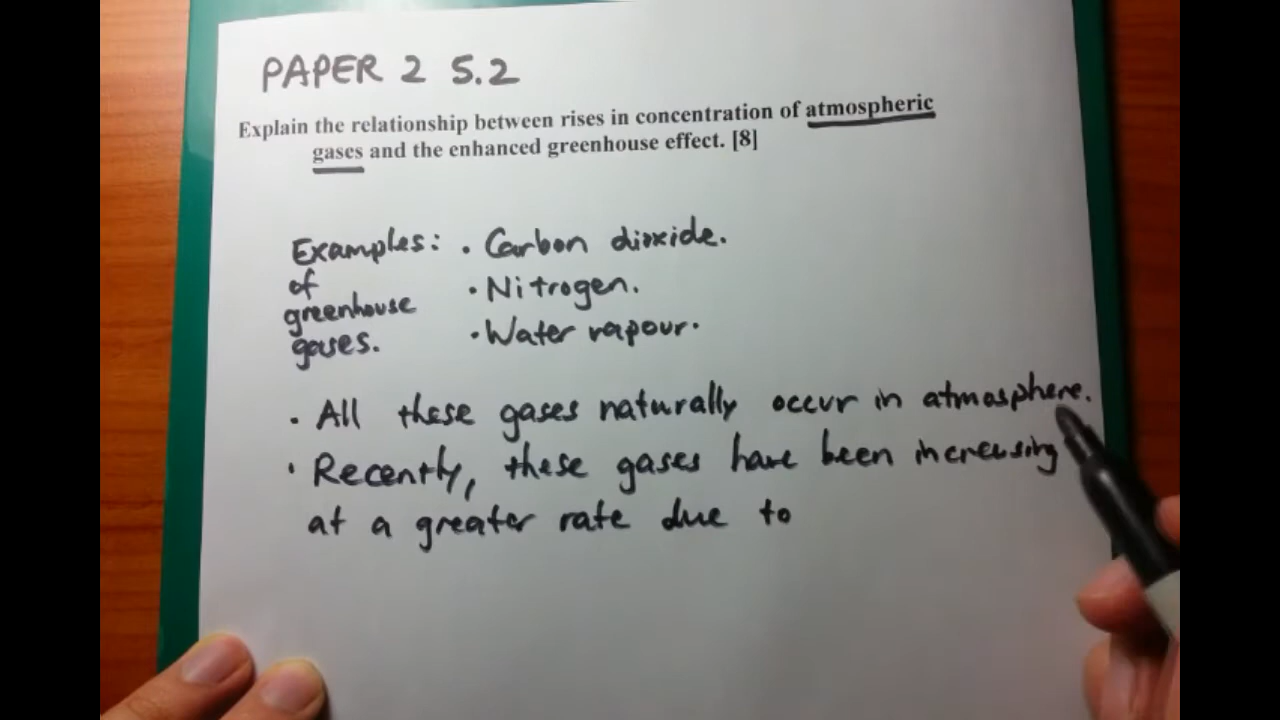 PAPER 2 5.2
Explain the relationship between rises in concentration of atmospheric
gases and the enhanced greenhouse effect. [8]
Examples: • Carbon dioxide.
of
greenhouse
gases.
• Nitrogen.
• Water vapour.
• All these gases naturally occur in atmosphere.
• Recently, these gases have been increasing
at a greater rate due to